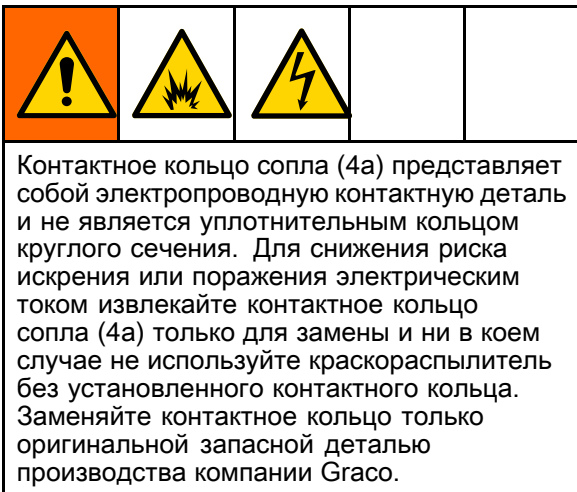 Контактное кольцо сопла (4a) представляет
собой электропроводную контактную деталь
и не является уплотнительным кольцом
круглого сечения. Для снижения риска
искрения или поражения электрическим
током извлекайте контактное кольцо
сопла (4a) только для замены и ни в коем
случае не используйте краскораспылитель
без установленного контактного кольца.
Заменяйте контактное кольцо только
оригинальной запасной деталью
производства компании Graco.